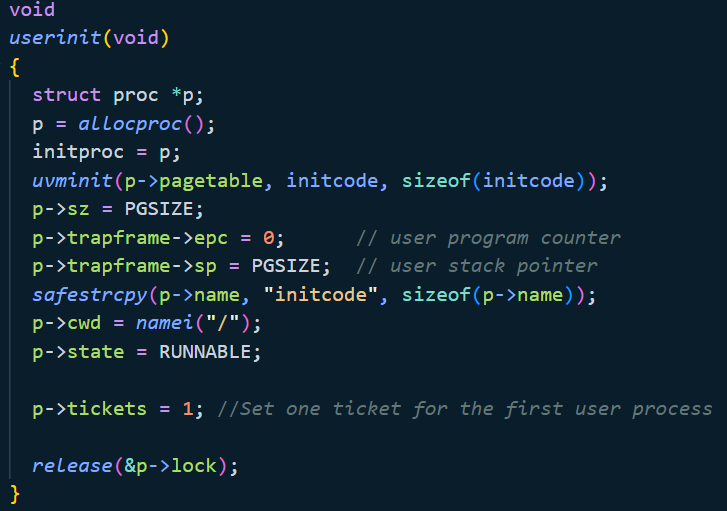 void
userinit(void)
{
  struct proc *p;
  p = allocproc();
  initproc = p;
  uvminit(p->pagetable, initcode, sizeof(initcode));
  p->sz = PGSIZE;
  p->trapframe->epc = 0;      // user program counter
  p->trapframe->sp = PGSIZE;  // user stack pointer
  safestrcpy(p->name, "initcode", sizeof(p->name));
  p->cwd = namei("/");
  p->state = RUNNABLE;

  p->tickets = 1; //Set one ticket for the first user process

  release(&p->lock);
}